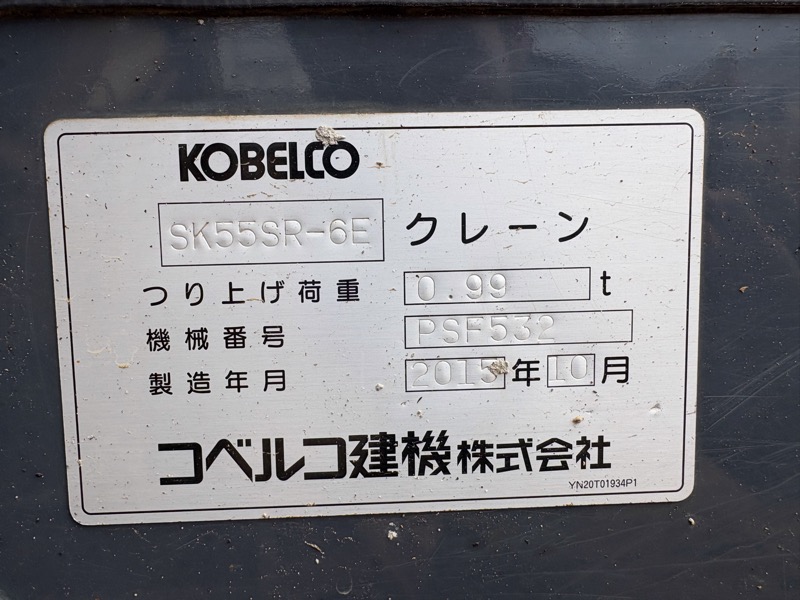 KOBELCO
SK55SR-6E クレーン
つり上げ荷重 0.99 t
機械番号 PSF532
製造年月 2015年10月
コベルコ建機株式会社
YN20T01934P1